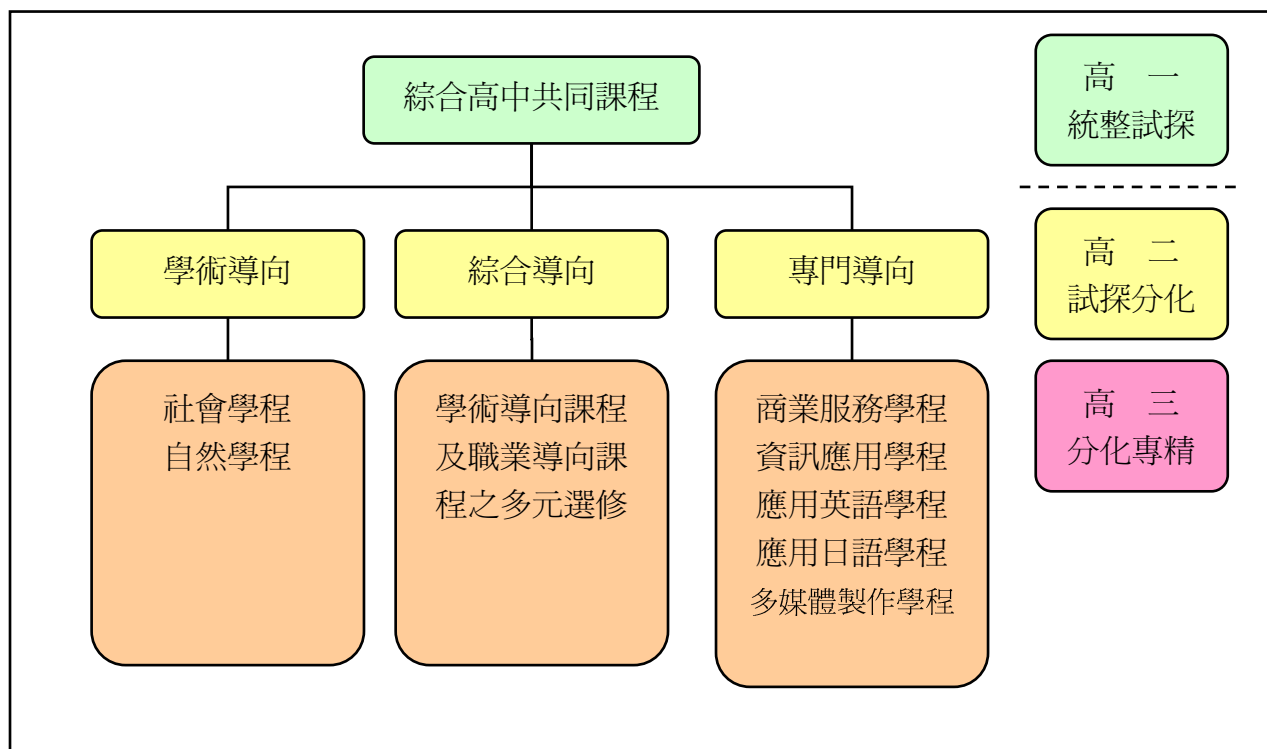 綜合高中共同課程
高　一
統整試探
學術導向
綜合導向
專門導向
高　二
試探分化
社會學程
自然學程
學術導向課程
及職業導向課
程之多元選修
商業服務學程
資訊應用學程
應用英語學程
應用日語學程
多媒體製作學程
高　三
分化專精